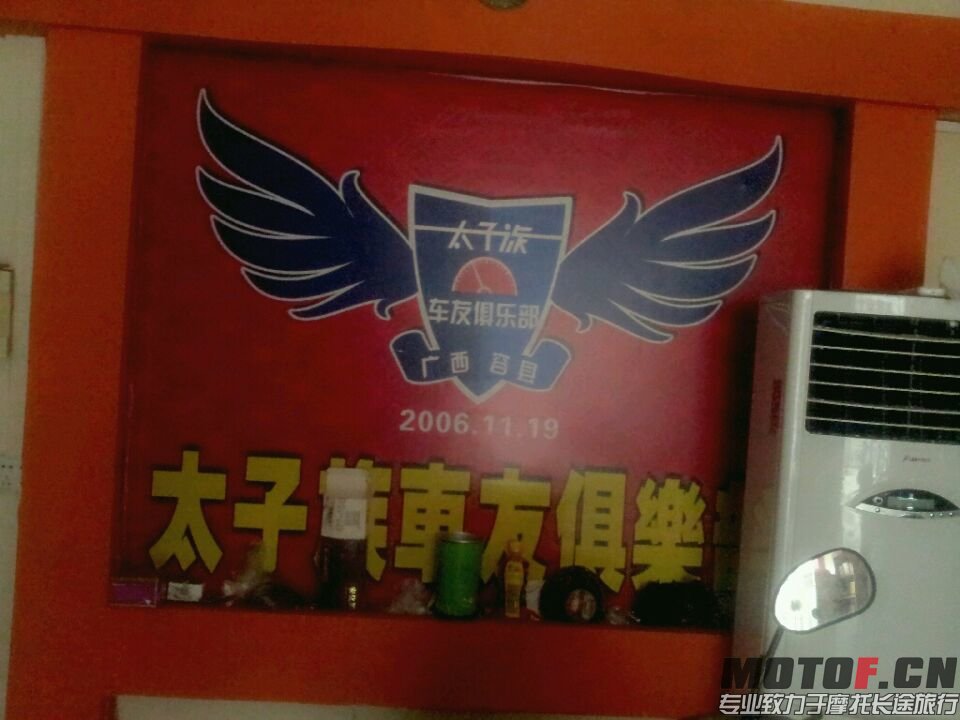 太子派
车友俱乐部
广西 容县
2006.11.19
太子族車友俱樂
MOTOF.CN
专业致力于摩托长途旅行